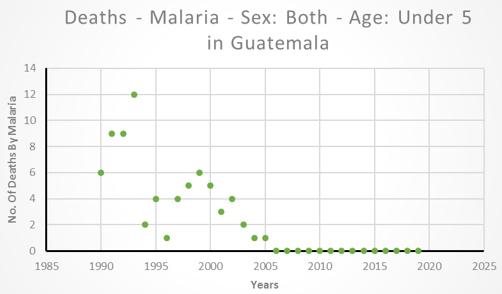 Deaths - Malaria - Sex: Both - Age: Under 5
in Guatemala
No. Of Deaths By Malaria
14
12
10
8
6
4
2
0
1985 1990 1995 2000 2005 2010 2015 2020 2025
Years